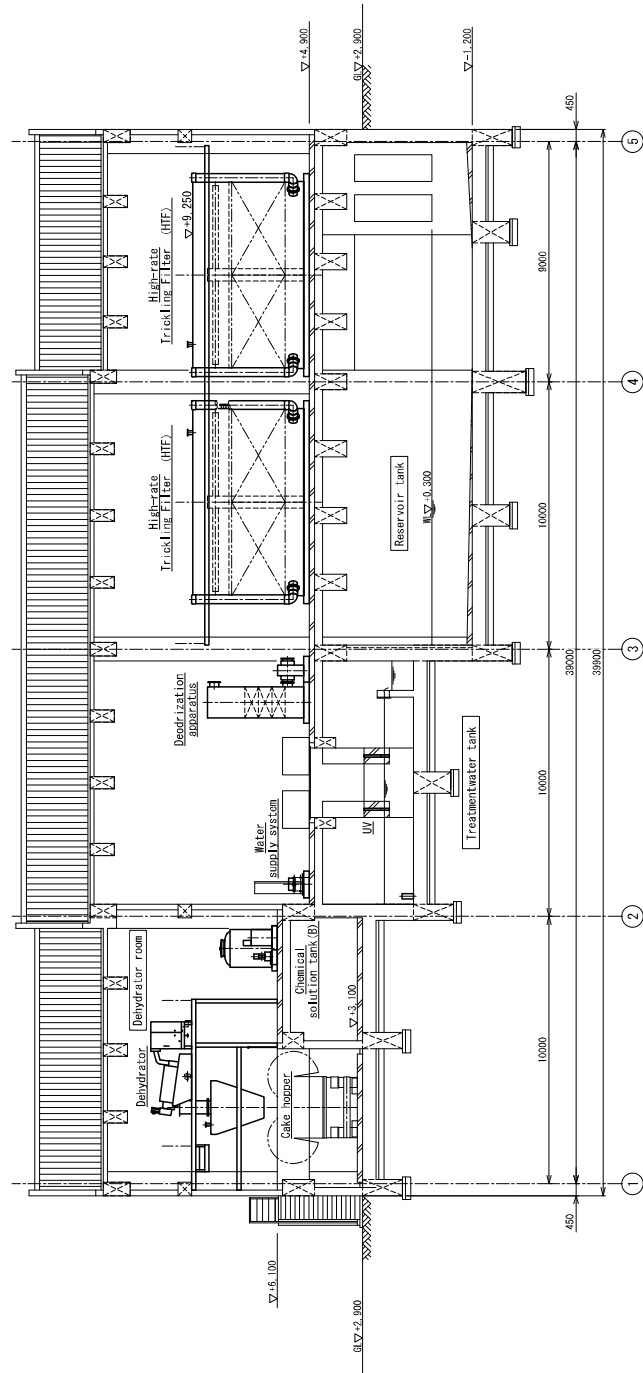 ▽+4,900
GL▽+2,900
▽-1,200
High-rate
Trickling Filter (HTF)
▽+9,250
High-rate
Trickling Filter (HTF)
Reservoir tank
WL▽+0,300
Deodrization
apparatus
Water
supply system
UV
Treatmentwater tank
Dehydrator room
Dehydrator
Chemical
solution tank(B)
▽+3,100
Cake hopper
▽+6,100
GL▽+2,900
450
10000
10000
10000
9000
450
39000
39900
1
2
3
4
5